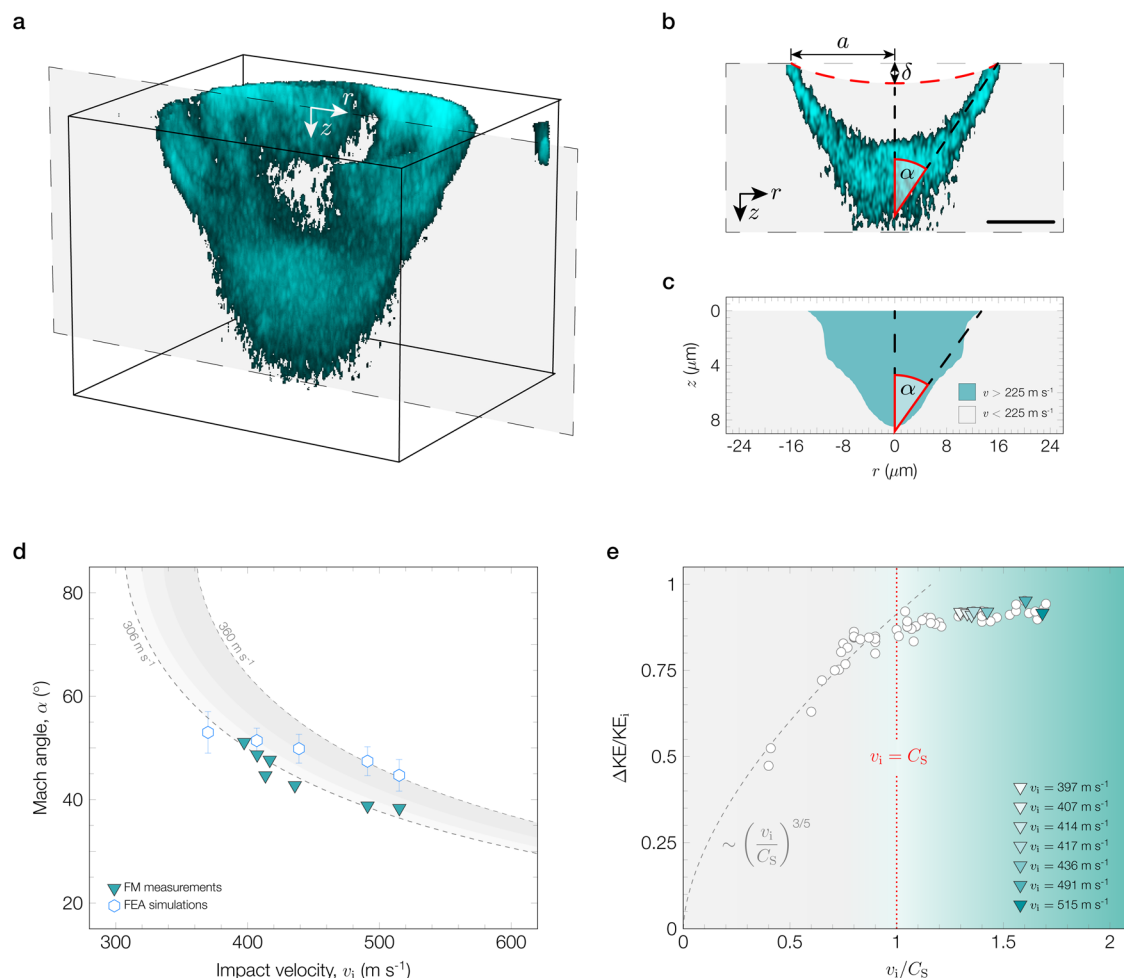 a
r
z
b
a
δ
α
r
z
c
0
4
8
z (μm)
α
v > 225 m s⁻¹
v < 225 m s⁻¹
-24 -16 -8 0 8 16 24
r (μm)
d
80
60
40
20
Mach angle, α (°)
306 m s⁻¹
360 m s⁻¹
FM measurements
FEA simulations
300 400 500 600
Impact velocity, vᵢ (m s⁻¹)
e
1
0.75
0.5
0.25
0
ΔKE/KEᵢ
vᵢ = C_S
~ (vᵢ/C_S)^{3/5}
vᵢ = 397 m s⁻¹
vᵢ = 407 m s⁻¹
vᵢ = 414 m s⁻¹
vᵢ = 417 m s⁻¹
vᵢ = 436 m s⁻¹
vᵢ = 491 m s⁻¹
vᵢ = 515 m s⁻¹
0 0.5 1 1.5 2
vᵢ/C_S